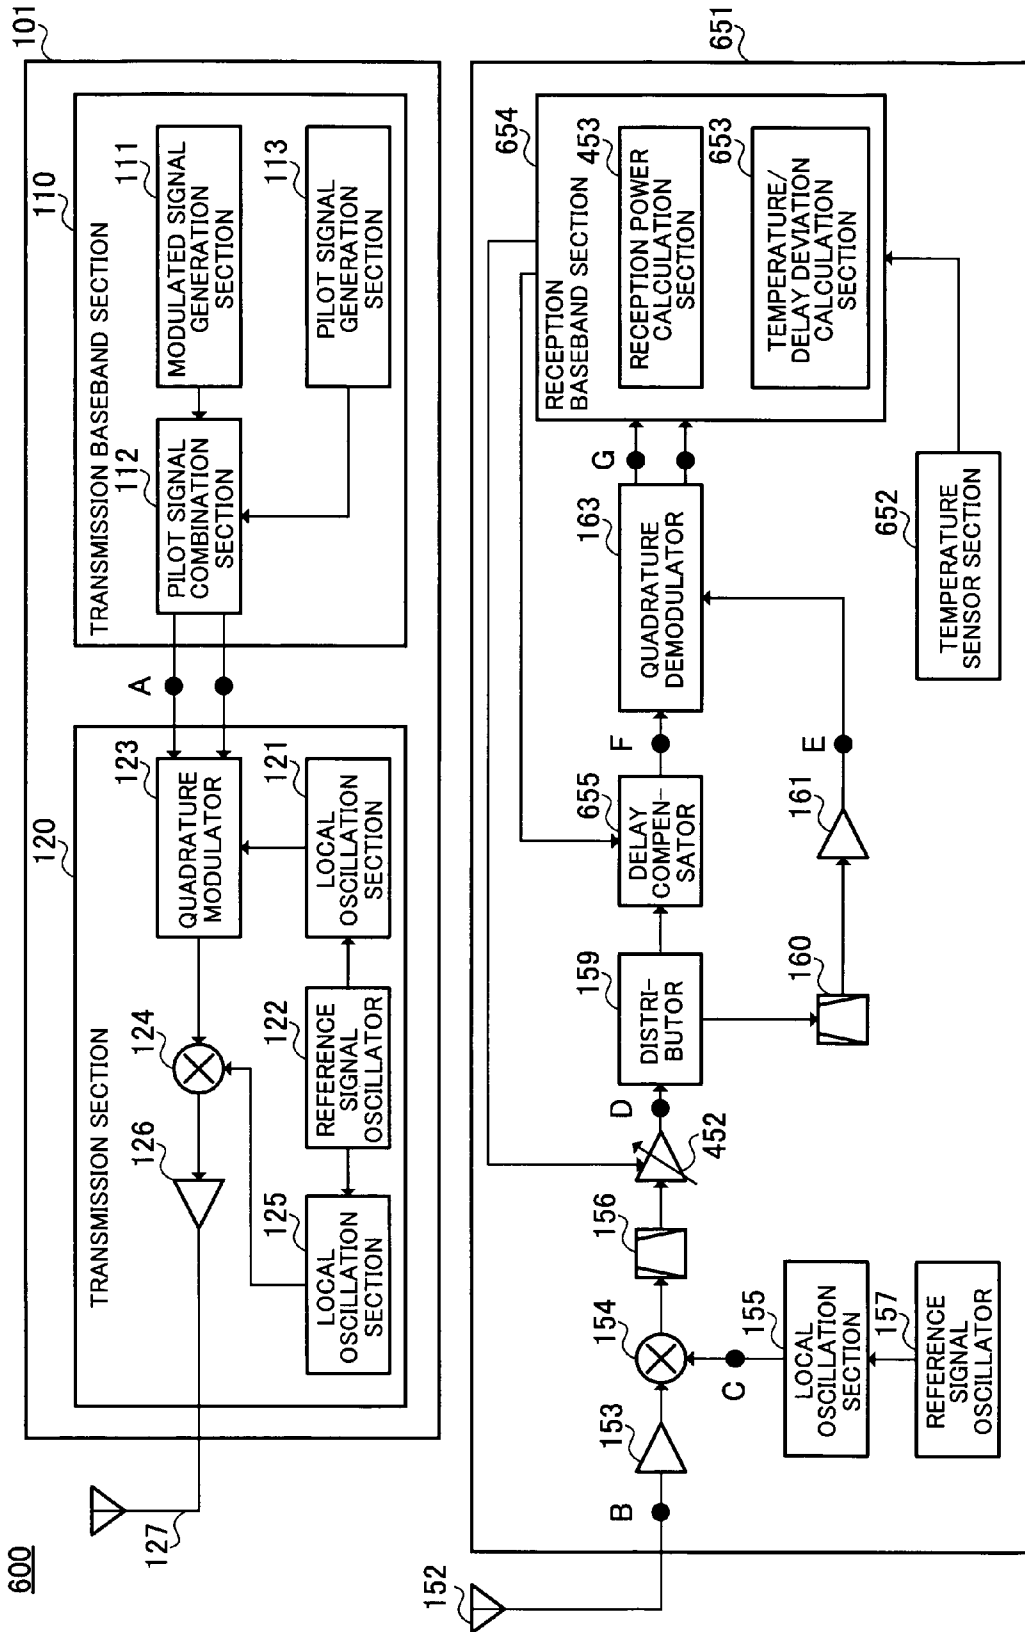 600
101
110
TRANSMISSION BASEBAND SECTION
111
MODULATED SIGNAL
GENERATION
SECTION
112
PILOT SIGNAL
COMBINATION
SECTION
113
PILOT SIGNAL
GENERATION
SECTION
A
120
TRANSMISSION SECTION
123
QUADRATURE
MODULATOR
121
LOCAL
OSCILLATION
SECTION
122
REFERENCE
SIGNAL
OSCILLATOR
124
125
LOCAL
OSCILLATION
SECTION
126
127
651
152
B
153
154
C
155
LOCAL
OSCILLATION
SECTION
157
REFERENCE
SIGNAL
OSCILLATOR
156
452
D
159
DISTRI-
BUTOR
160
161
E
655
DELAY
COMPEN-
SATOR
F
163
QUADRATURE
DEMODULATOR
G
654
RECEPTION
BASEBAND SECTION
453
RECEPTION POWER
CALCULATION
SECTION
653
TEMPERATURE/
DELAY DEVIATION
CALCULATION
SECTION
652
TEMPERATURE
SENSOR SECTION